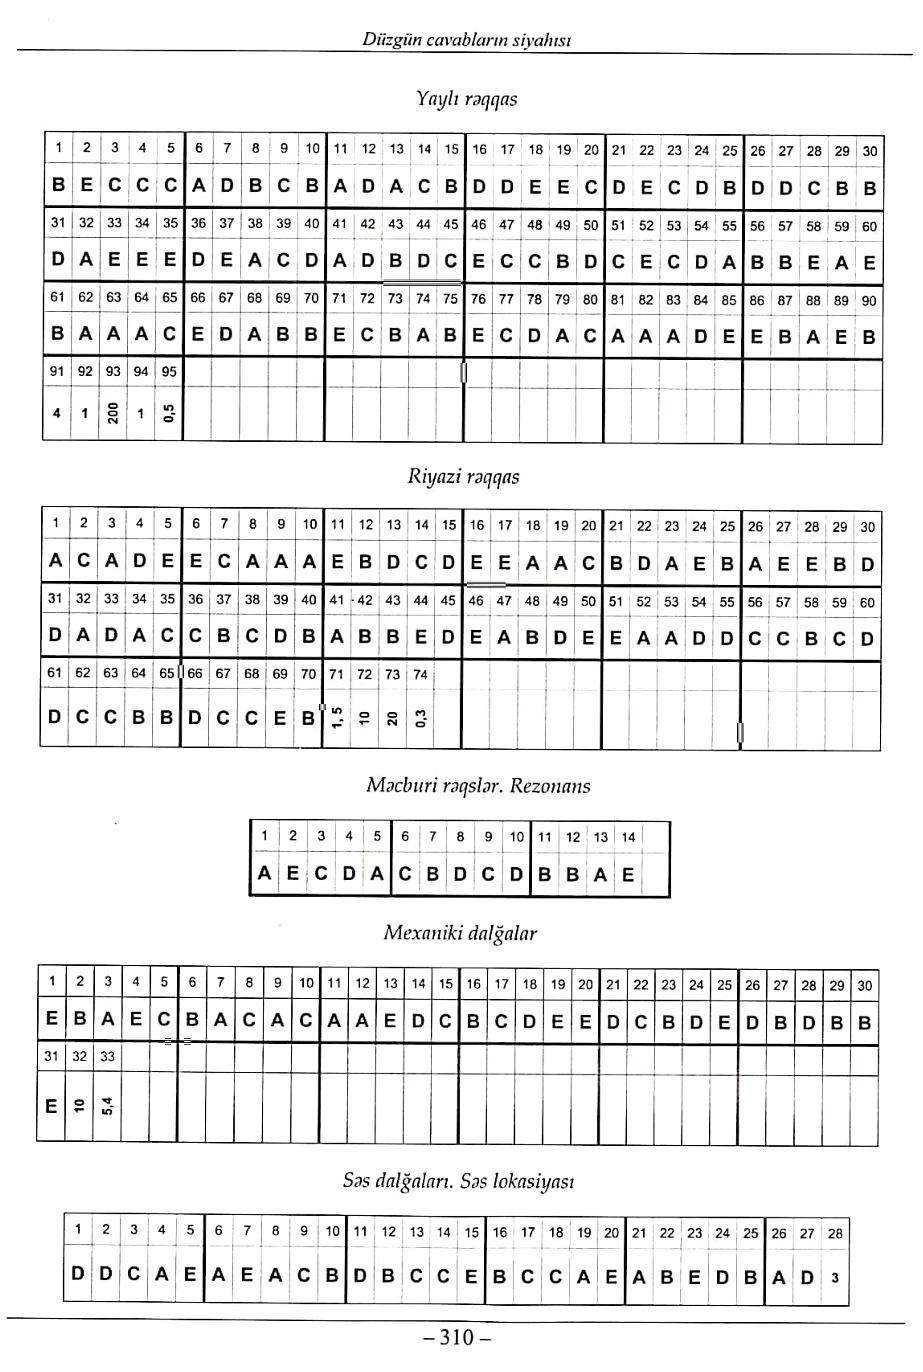 Düzgün cavabların siyahısı
Yaylı rəqqas
1 2 3 4 5 6 7 8 9 10 11 12 13 14 15 16 17 18 19 20 21 22 23 24 25 26 27 28 29 30
B E C C C A D B C B A D A C B D D E E C D E C D B D D C B B
31 32 33 34 35 36 37 38 39 40 41 42 43 44 45 46 47 48 49 50 51 52 53 54 55 56 57 58 59 60
D A E E E D E A C D A D B D C E C C B D C E C D A B B E A E
61 62 63 64 65 66 67 68 69 70 71 72 73 74 75 76 77 78 79 80 81 82 83 84 85 86 87 88 89 90
B A A A C E D A B B E C B A B E C D A C A A A D E E B A E B
91 92 93 94 95
4 1 200 1 0,5
Riyazi rəqqas
1 2 3 4 5 6 7 8 9 10 11 12 13 14 15 16 17 18 19 20 21 22 23 24 25 26 27 28 29 30
A C A D E E C A A A E B D C D E E A A C B D A E B A E E B D
31 32 33 34 35 36 37 38 39 40 41 42 43 44 45 46 47 48 49 50 51 52 53 54 55 56 57 58 59 60
D A D A C C B C D B A B B E D E A B D E E A A D D C C B C D
61 62 63 64 65 66 67 68 69 70 71 72 73 74
D C C B B D C C E B 1,5 10 20 0,3
Məcburi rəqslər. Rezonans
1 2 3 4 5 6 7 8 9 10 11 12 13 14
A E C D A C B D C D B B A E
Mexaniki dalğalar
1 2 3 4 5 6 7 8 9 10 11 12 13 14 15 16 17 18 19 20 21 22 23 24 25 26 27 28 29 30
E B A E C B A C A C A A E D C B C D E E D C B D E D B D B B
31 32 33
E 10 5,4
Səs dalğaları. Səs lokasiyası
1 2 3 4 5 6 7 8 9 10 11 12 13 14 15 16 17 18 19 20 21 22 23 24 25 26 27 28
D D C A E A E A C B D B C C E B C C A E A B E D B A D 3
– 310 –